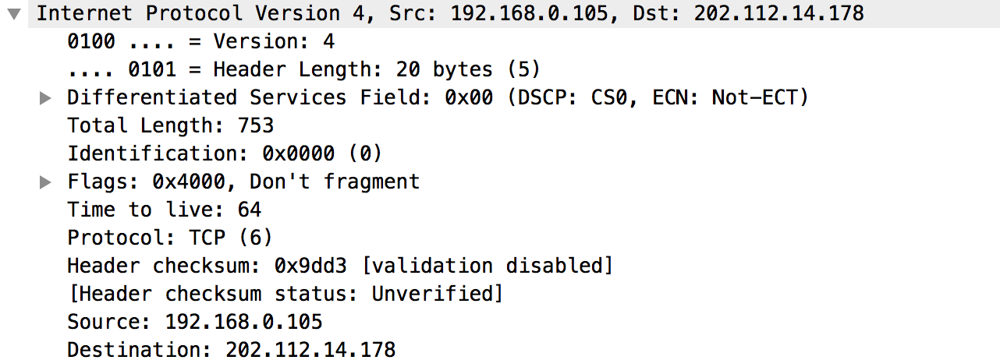 Internet Protocol Version 4, Src: 192.168.0.105, Dst: 202.112.14.178
0100 .... = Version: 4
.... 0101 = Header Length: 20 bytes (5)
Differentiated Services Field: 0x00 (DSCP: CS0, ECN: Not-ECT)
Total Length: 753
Identification: 0x0000 (0)
Flags: 0x4000, Don't fragment
Time to live: 64
Protocol: TCP (6)
Header checksum: 0x9dd3 [validation disabled]
[Header checksum status: Unverified]
Source: 192.168.0.105
Destination: 202.112.14.178